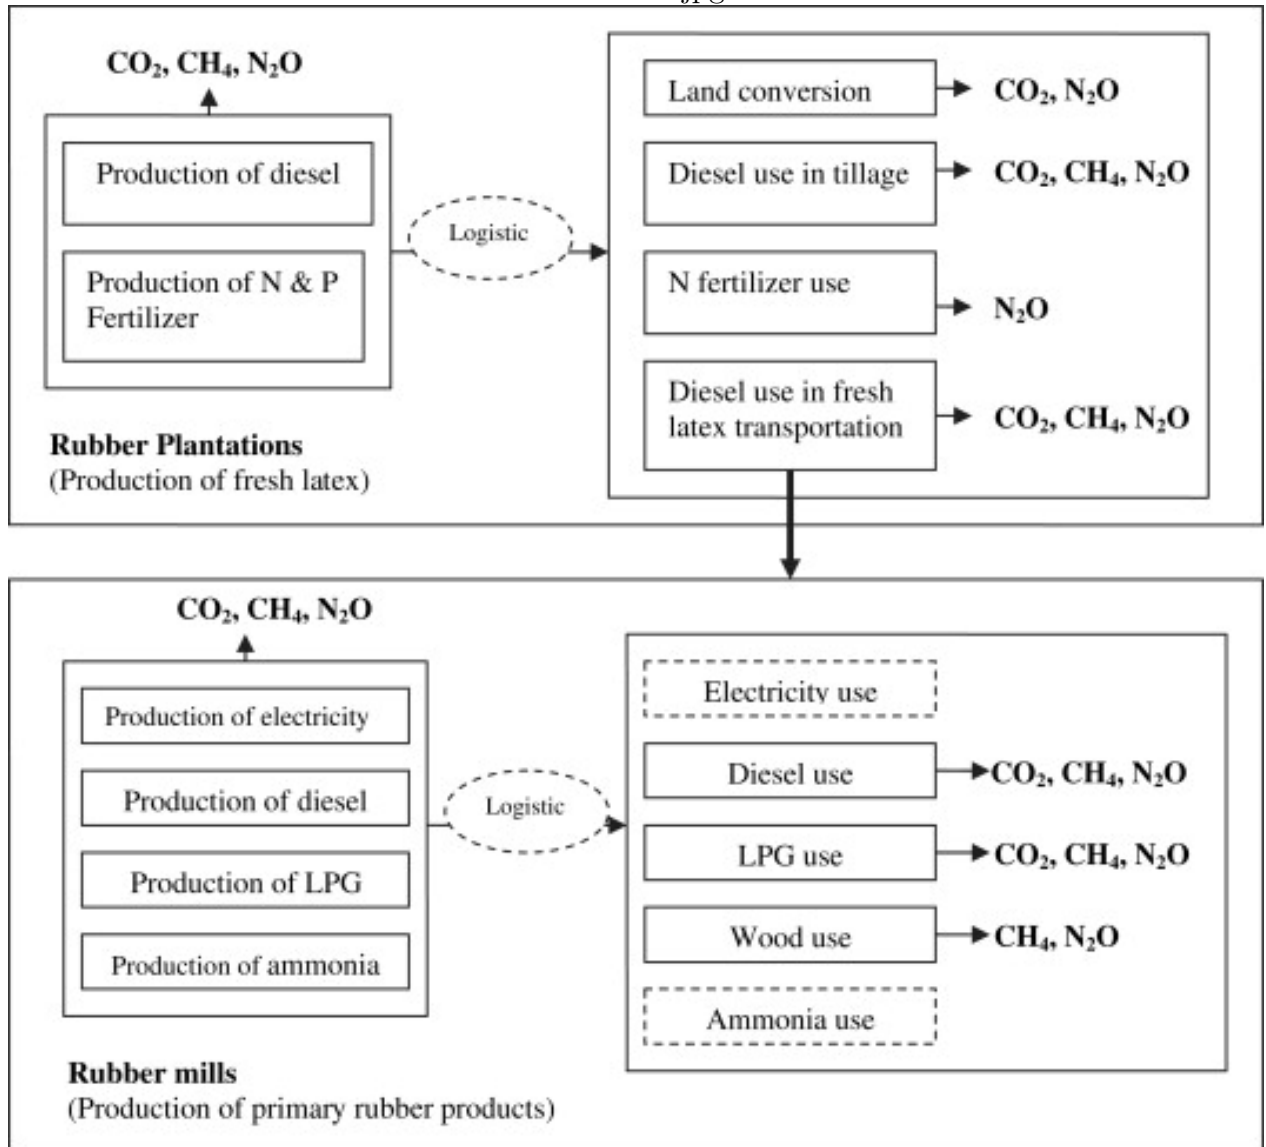 CO₂, CH₄, N₂O
Production of diesel
Production of N & P
Fertilizer
Rubber Plantations
(Production of fresh latex)
Logistic
Land conversion
CO₂, N₂O
Diesel use in tillage
CO₂, CH₄, N₂O
N fertilizer use
N₂O
Diesel use in fresh
latex transportation
CO₂, CH₄, N₂O
CO₂, CH₄, N₂O
Production of electricity
Production of diesel
Production of LPG
Production of ammonia
Rubber mills
(Production of primary rubber products)
Logistic
Electricity use
Diesel use
CO₂, CH₄, N₂O
LPG use
CO₂, CH₄, N₂O
Wood use
CH₄, N₂O
Ammonia use